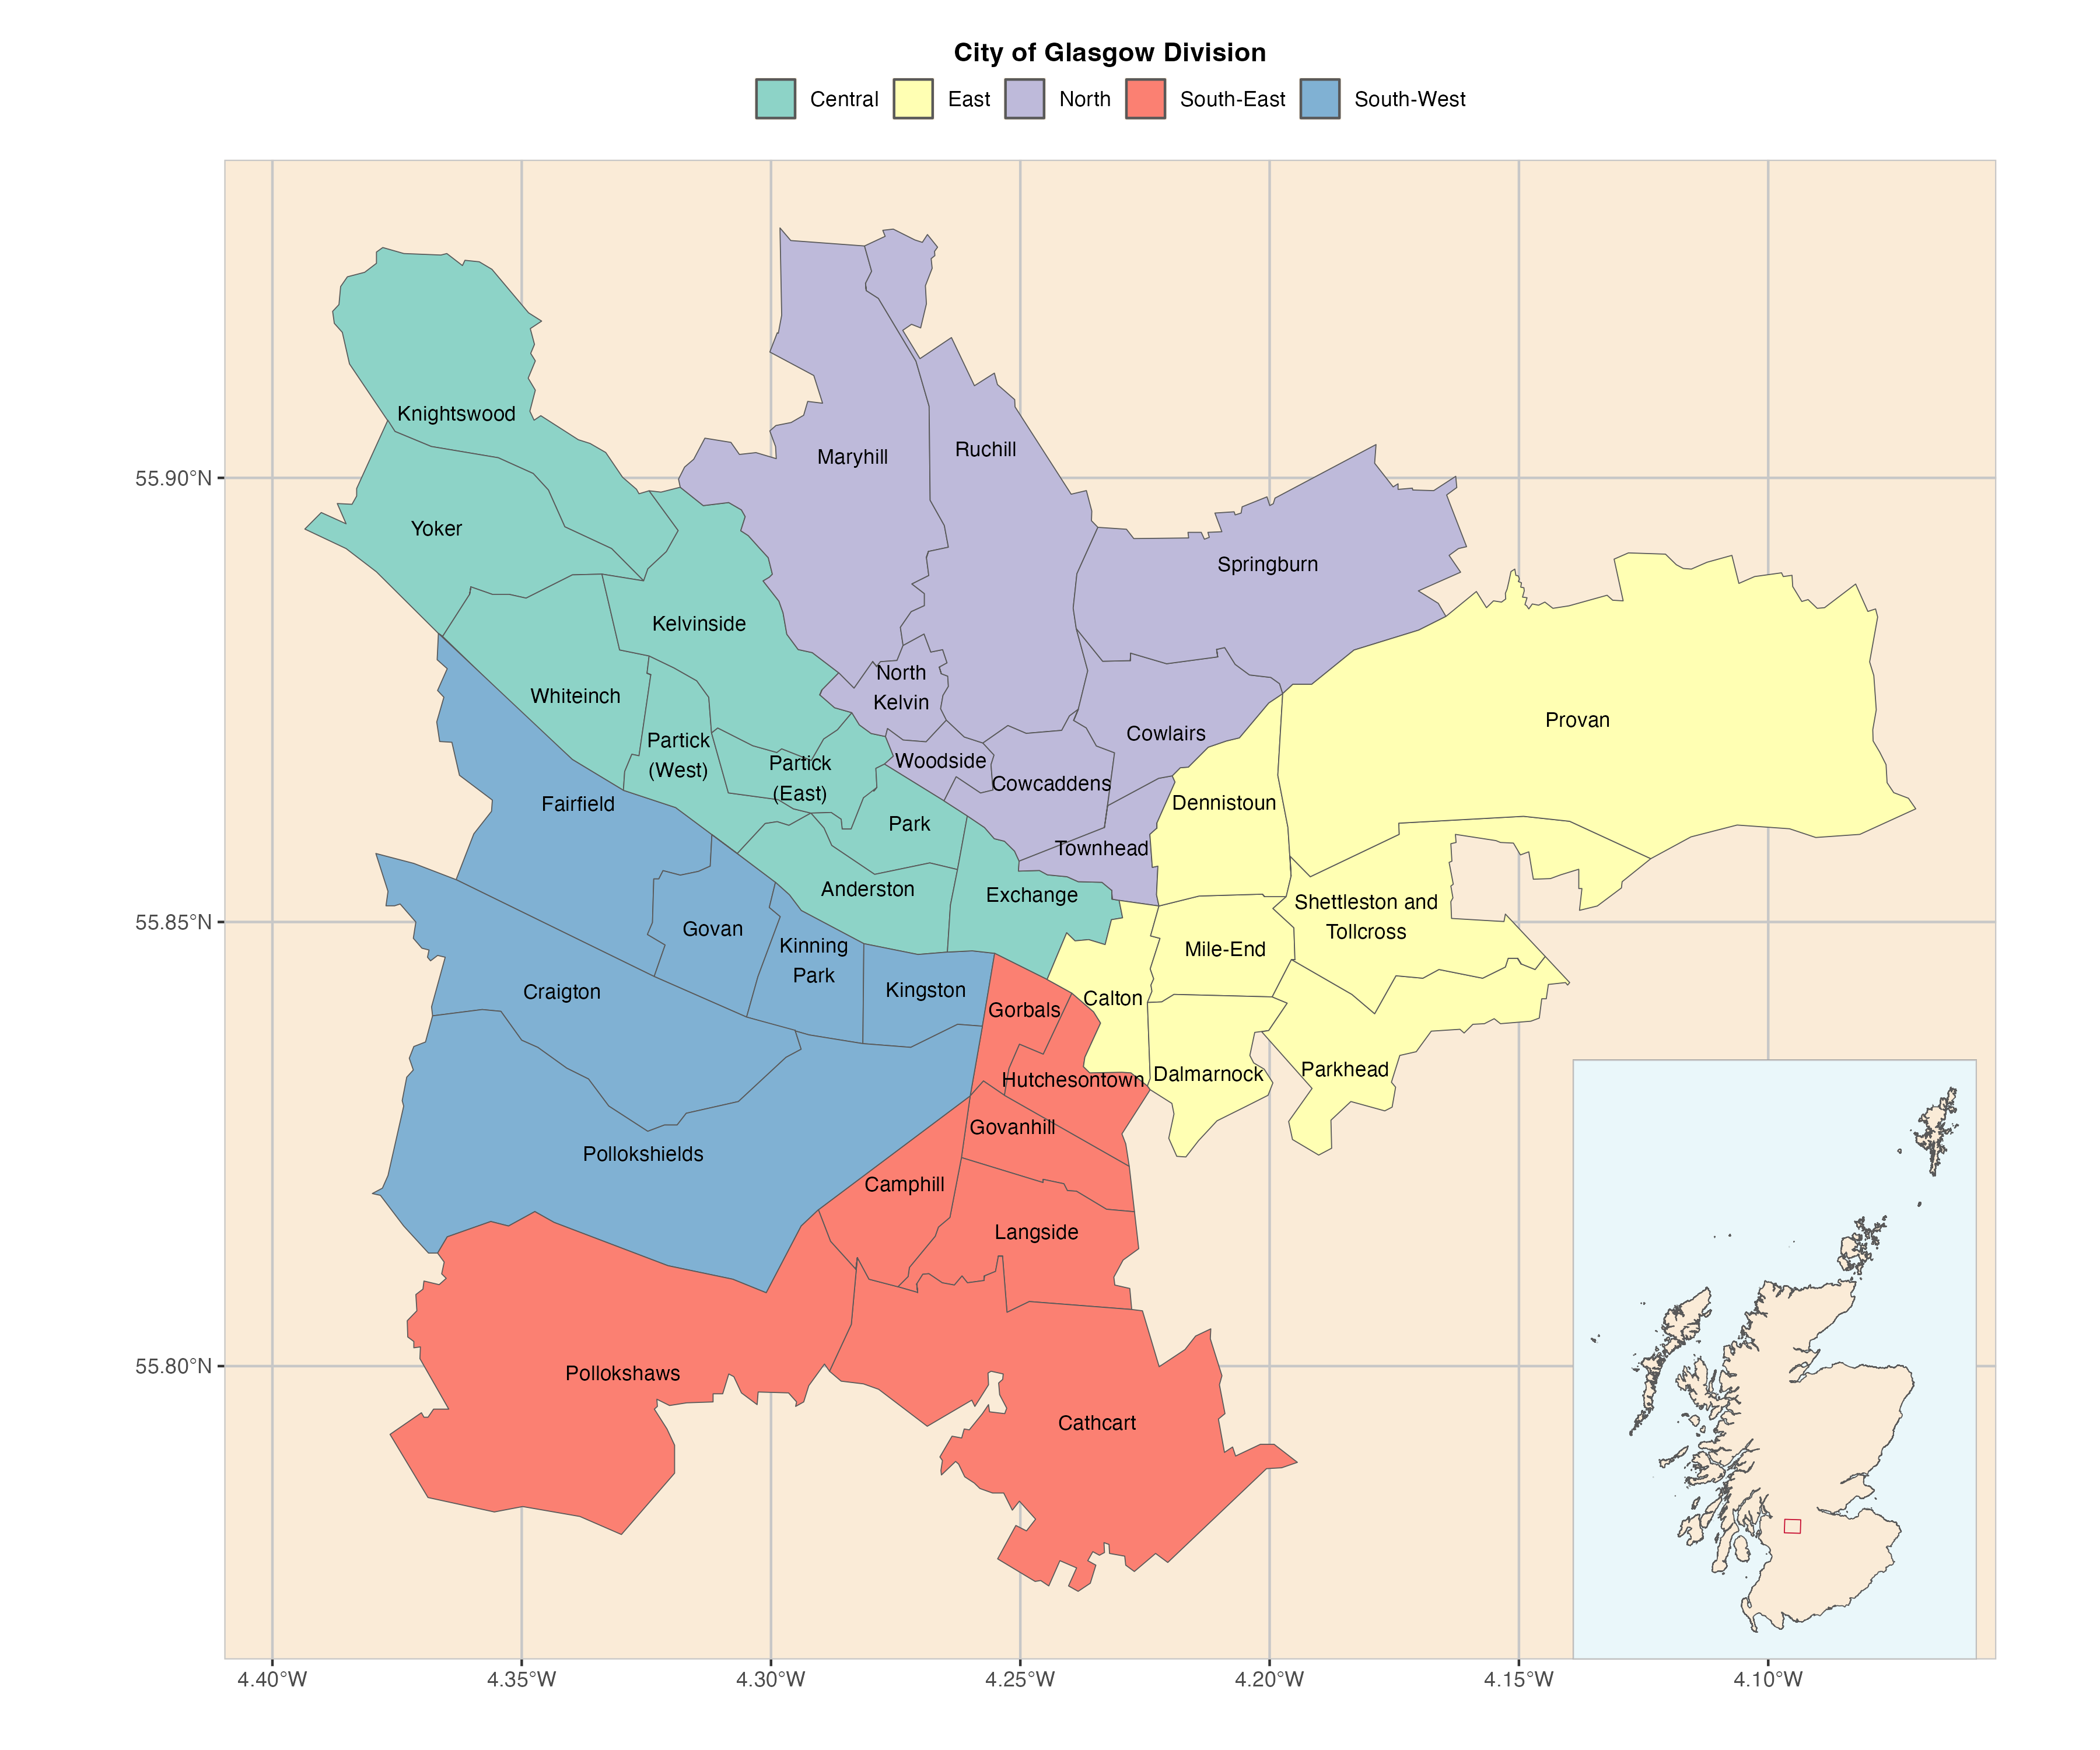 City of Glasgow Division
Central
East
North
South-East
South-West
Knightswood
Maryhill
Ruchill
55.90°N
Yoker
Springburn
Kelvinside
North
Kelvin
Whiteinch
Provan
Cowlairs
Partick
(West)
Woodside
Partick
(East)
Cowcaddens
Fairfield
Dennistoun
Park
Townhead
Anderston
Exchange
Shettleston and
Tollcross
55.85°N
Govan
Kinning
Park
Mile-End
Craigton
Kingston
Calton
Gorbals
Hutchesontown
Dalmarnock
Parkhead
Govanhill
Pollokshields
Camphill
Langside
55.80°N
Pollokshaws
Cathcart
4.40°W
4.35°W
4.30°W
4.25°W
4.20°W
4.15°W
4.10°W